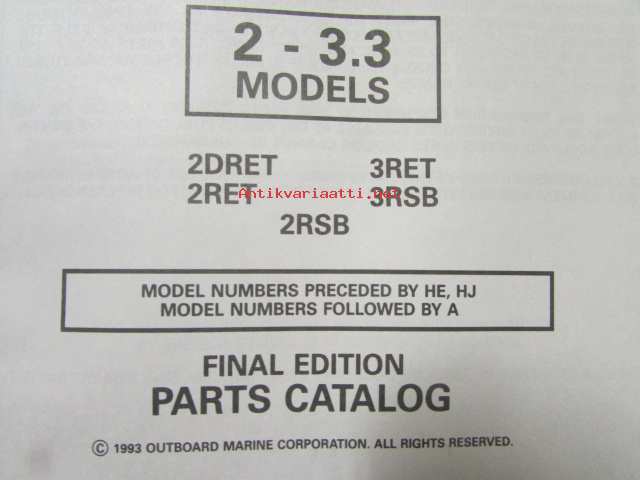 2 - 3.3
MODELS
2DRET 3RET
2RET 3RSB
Antikvariaatti.net
2RSB
MODEL NUMBERS PRECEDED BY HE, HJ
MODEL NUMBERS FOLLOWED BY A
FINAL EDITION
PARTS CATALOG
© 1993 OUTBOARD MARINE CORPORATION. ALL RIGHTS RESERVED.